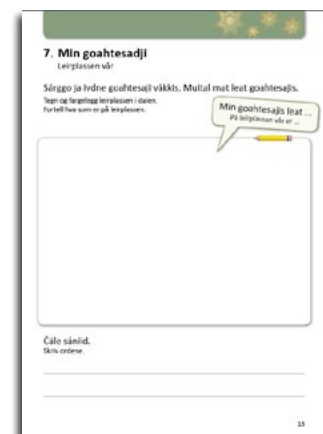 7. Min goahtesadji
Leirplassen vår
Sárggo ja ivdne goahtesaji vákkis. Muital mat leat goahtesajis.
Tegn og fargelegg leirplassen i dalen.
Fortell hva som er på leirplassen.
Min goahtesajis leat ...
På leirplassen vår er ...
Čále sániid.
Skriv ordene
13